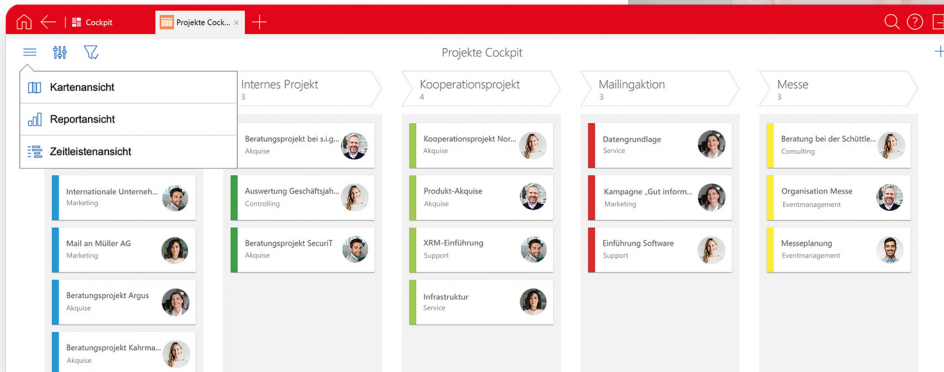 Cockpit
Projekte Cock...
Projekte Cockpit
Kartenansicht
Reportansicht
Zeitleistenansicht
Internationale Unterneh...
Marketing
Mail an Müller AG
Marketing
Beratungsprojekt Argus
Akquise
Beratungsprojekt Kahrma...
Akquise
Internes Projekt
3
Beratungsprojekt bei s.i.g...
Akquise
Auswertung Geschäftsjah...
Controlling
Beratungsprojekt SecuriT
Akquise
Kooperationsprojekt
4
Kooperationsprojekt Nor...
Akquise
Produkt-Akquise
Akquise
XRM-Einführung
Support
Infrastruktur
Service
Mailingaktion
3
Datengrundlage
Service
Kampagne „Gut inform...
Marketing
Einführung Software
Support
Messe
3
Beratung bei der Schüttle...
Consulting
Organisation Messe
Eventmanagement
Messeplanung
Eventmanagement